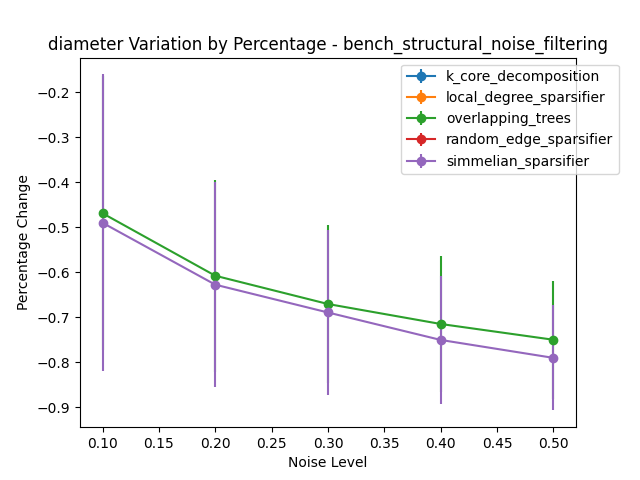 diameter Variation by Percentage - bench_structural_noise_filtering
k_core_decomposition
local_degree_sparsifier
overlapping_trees
random_edge_sparsifier
simmelian_sparsifier
Percentage Change
−0.2
−0.3
−0.4
−0.5
−0.6
−0.7
−0.8
−0.9
0.10 0.15 0.20 0.25 0.30 0.35 0.40 0.45 0.50
Noise Level